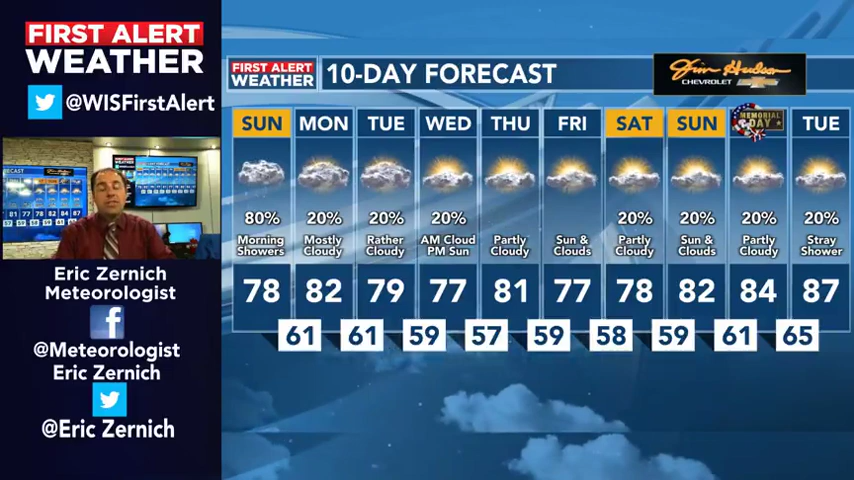 FIRST ALERT
WEATHER
@WISFirstAlert
Eric Zernich
Meteorologist
@Meteorologist
Eric Zernich
@Eric Zernich
FIRST ALERT
WEATHER
10-DAY FORECAST
Jim Hudson
CHEVROLET
SUN MON TUE WED THU FRI SAT SUN MEMORIAL DAY TUE
80% 20% 20% 20% 20% 20% 20% 20%
Morning Mostly Rather AM Cloud Partly Sun & Partly Sun & Partly Stray
Showers Cloudy Cloudy PM Sun Cloudy Clouds Cloudy Clouds Cloudy Shower
78 82 79 77 81 77 78 82 84 87
61 61 59 57 59 58 59 61 65